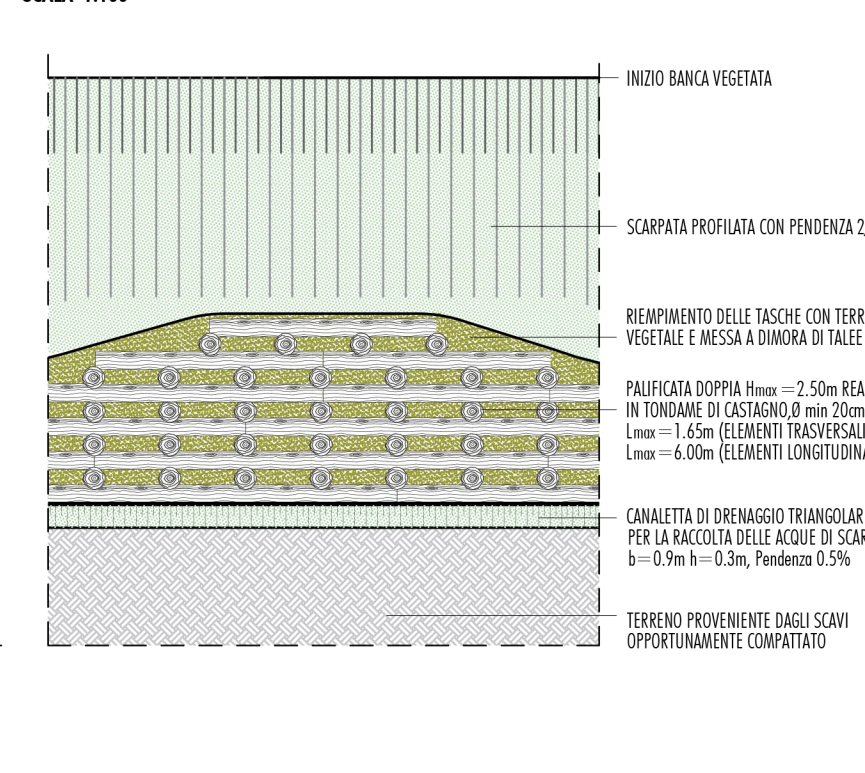 INIZIO BANCA VEGETATA
SCARPATA PROFILATA CON PENDENZA 2,
RIEMPIMENTO DELLE TASCHE CON TERR
VEGETALE E MESSA A DIMORA DI TALEE
PALIFICATA DOPPIA Hmax =2.50m REA
IN TONDAME DI CASTAGNO,Ø min 20cm
Lmax=1.65m (ELEMENTI TRASVERSALI
Lmax=6.00m (ELEMENTI LONGITUDINA
CANALETTA DI DRENAGGIO TRIANGOLAR
PER LA RACCOLTA DELLE ACQUE DI SCAR
b=0.9m h=0.3m, Pendenza 0.5%
TERRENO PROVENIENTE DAGLI SCAVI
OPPORTUNAMENTE COMPATTATO